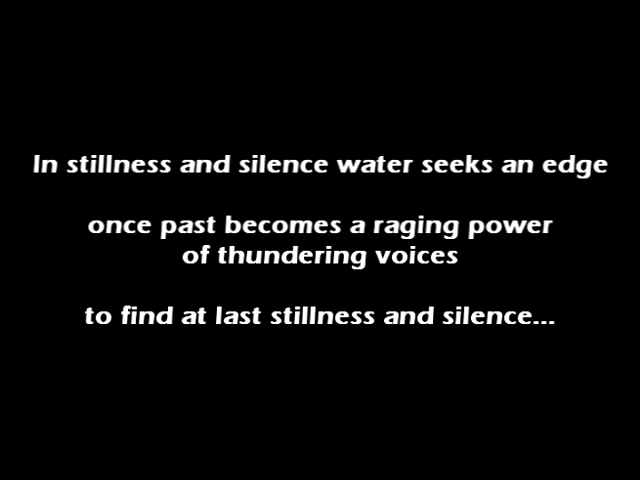 In stillness and silence water seeks an edge
once past becomes a raging power
of thundering voices
to find at last stillness and silence...